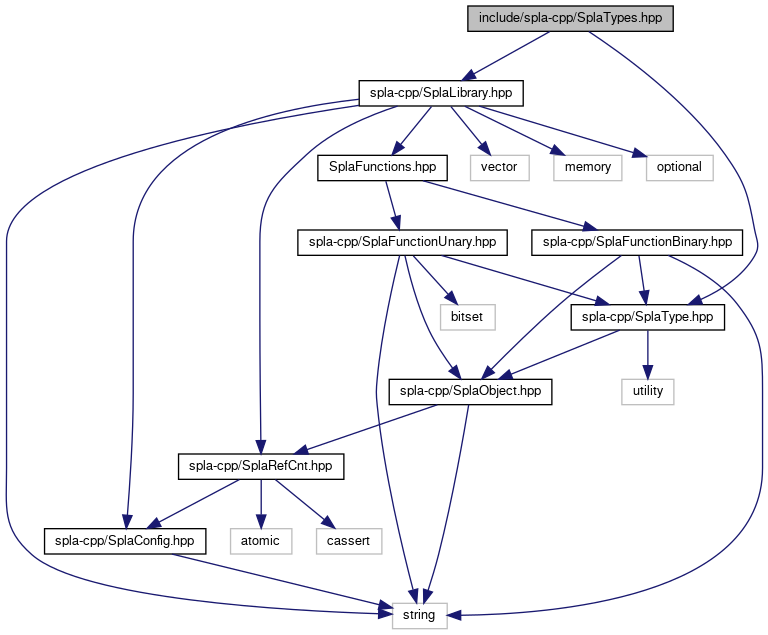 include/spla-cpp/SplaTypes.hpp
spla-cpp/SplaLibrary.hpp
SplaFunctions.hpp
vector
memory
optional
spla-cpp/SplaFunctionUnary.hpp
spla-cpp/SplaFunctionBinary.hpp
bitset
spla-cpp/SplaType.hpp
spla-cpp/SplaObject.hpp
utility
spla-cpp/SplaRefCnt.hpp
spla-cpp/SplaConfig.hpp
atomic
cassert
string